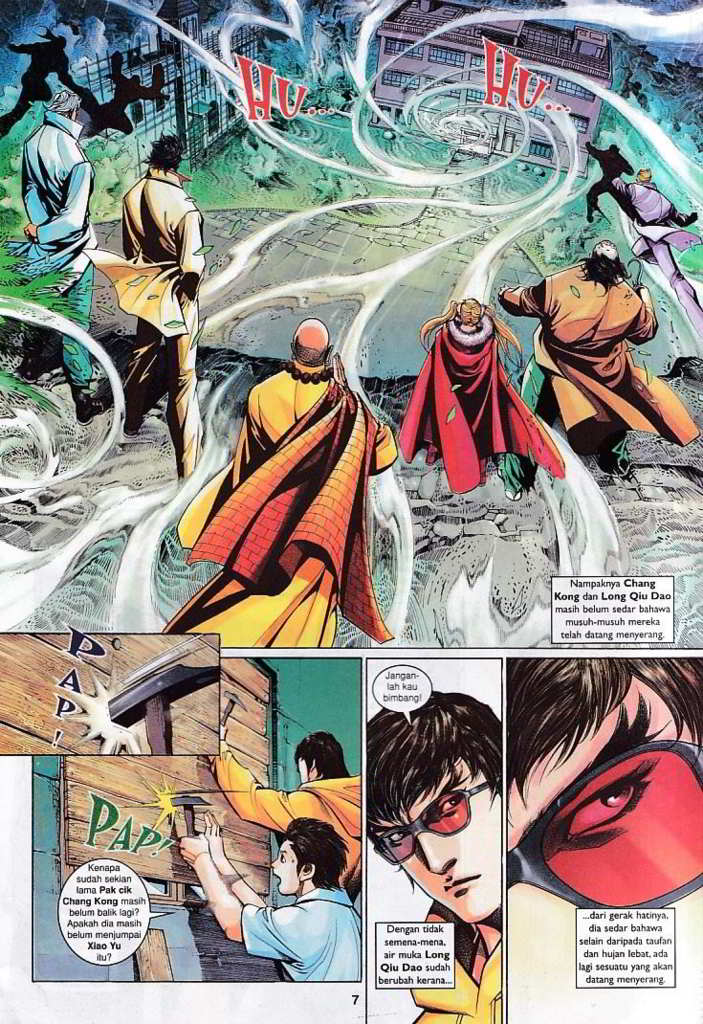 HU...
HU...
Nampaknya Chang
Kong dan Long Qiu Dao
masih belum sedar bahawa
musuh-musuh mereka
telah datang menyerang.
PAP
PAP!
PAP!
Kenapa
sudah sekian
lama Pak cik
Chang Kong masih
belum balik lagi?
Apakah dia masih
belum menjumpai
Xiao Yu
itu?
Jangan-
lah kau
bimbang!
Dengan tidak
semena-mena,
air muka Long
Qiu Dao sudah
berubah kerana...
...dari gerak hatinya,
dia sedar bahawa
selain daripada taufan
dan hujan lebat, ada
lagi sesuatu yang akan
datang menyerang.
7